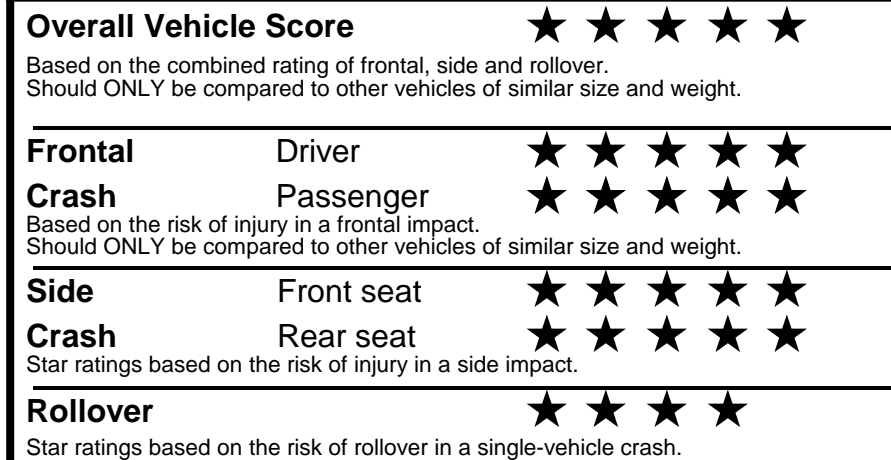 Overall Vehicle Score ★ ★ ★ ★ ★
Based on the combined rating of frontal, side and rollover.
Should ONLY be compared to other vehicles of similar size and weight.
Frontal Driver ★ ★ ★ ★ ★
Crash Passenger ★ ★ ★ ★ ★
Based on the risk of injury in a frontal impact.
Should ONLY be compared to other vehicles of similar size and weight.
Side Front seat ★ ★ ★ ★ ★
Crash Rear seat ★ ★ ★ ★ ★
Star ratings based on the risk of injury in a side impact.
Rollover ★ ★ ★ ★
Star ratings based on the risk of rollover in a single-vehicle crash.